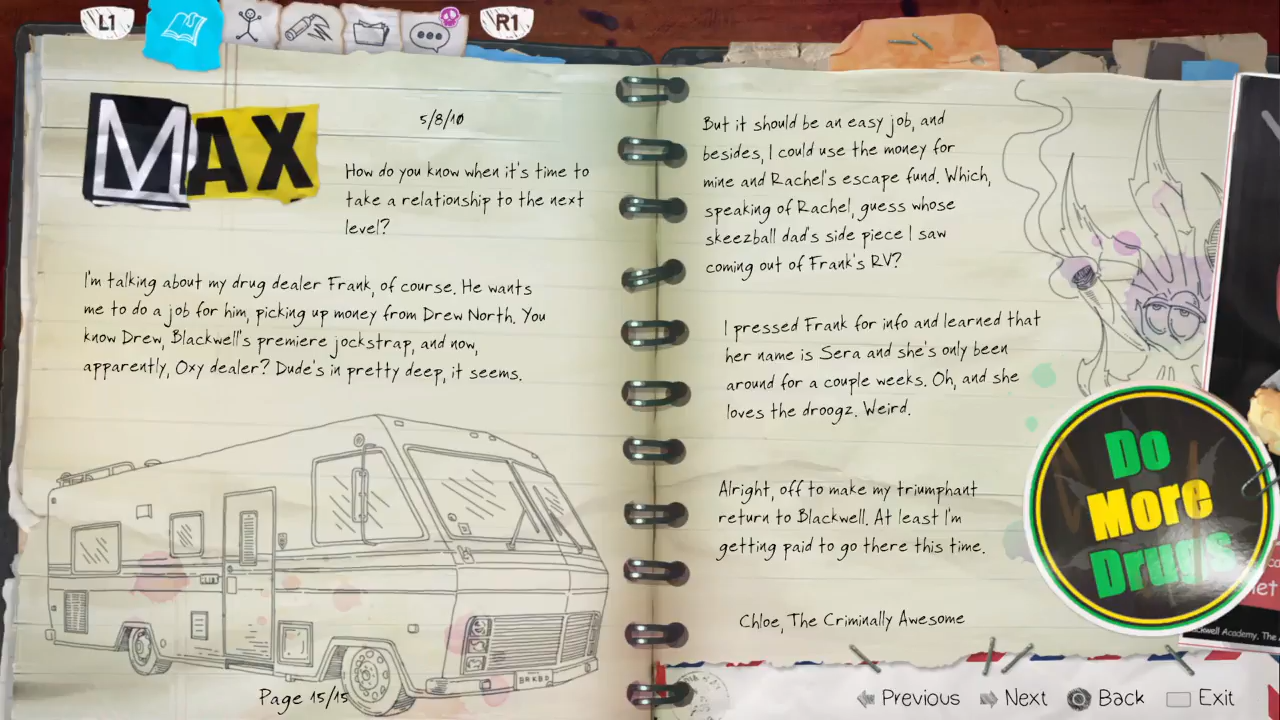 L1
R1
MAX
5/8/10
How do you know when it's time to
take a relationship to the next
level?
I'm talking about my drug dealer Frank, of course. He wants
me to do a job for him, picking up money from Drew North. You
know Drew, Blackwell's premiere jockstrap, and now,
apparently, Oxy dealer? Dude's in pretty deep, it seems.
BRKBD
Page 15/15
But it should be an easy job, and
besides, I could use the money for
mine and Rachel's escape fund. Which,
speaking of Rachel, guess whose
skeezball dad's side piece I saw
coming out of Frank's RV?
I pressed Frank for info and learned that
her name is Sera and she's only been
around for a couple weeks. Oh, and she
loves the droogz. Weird.
Alright, off to make my triumphant
return to Blackwell. At least I'm
getting paid to go there this time.
Chloe, The Criminally Awesome
Do
More
Drugs
Blackwell Academy, The
Previous
Next
Back
Exit